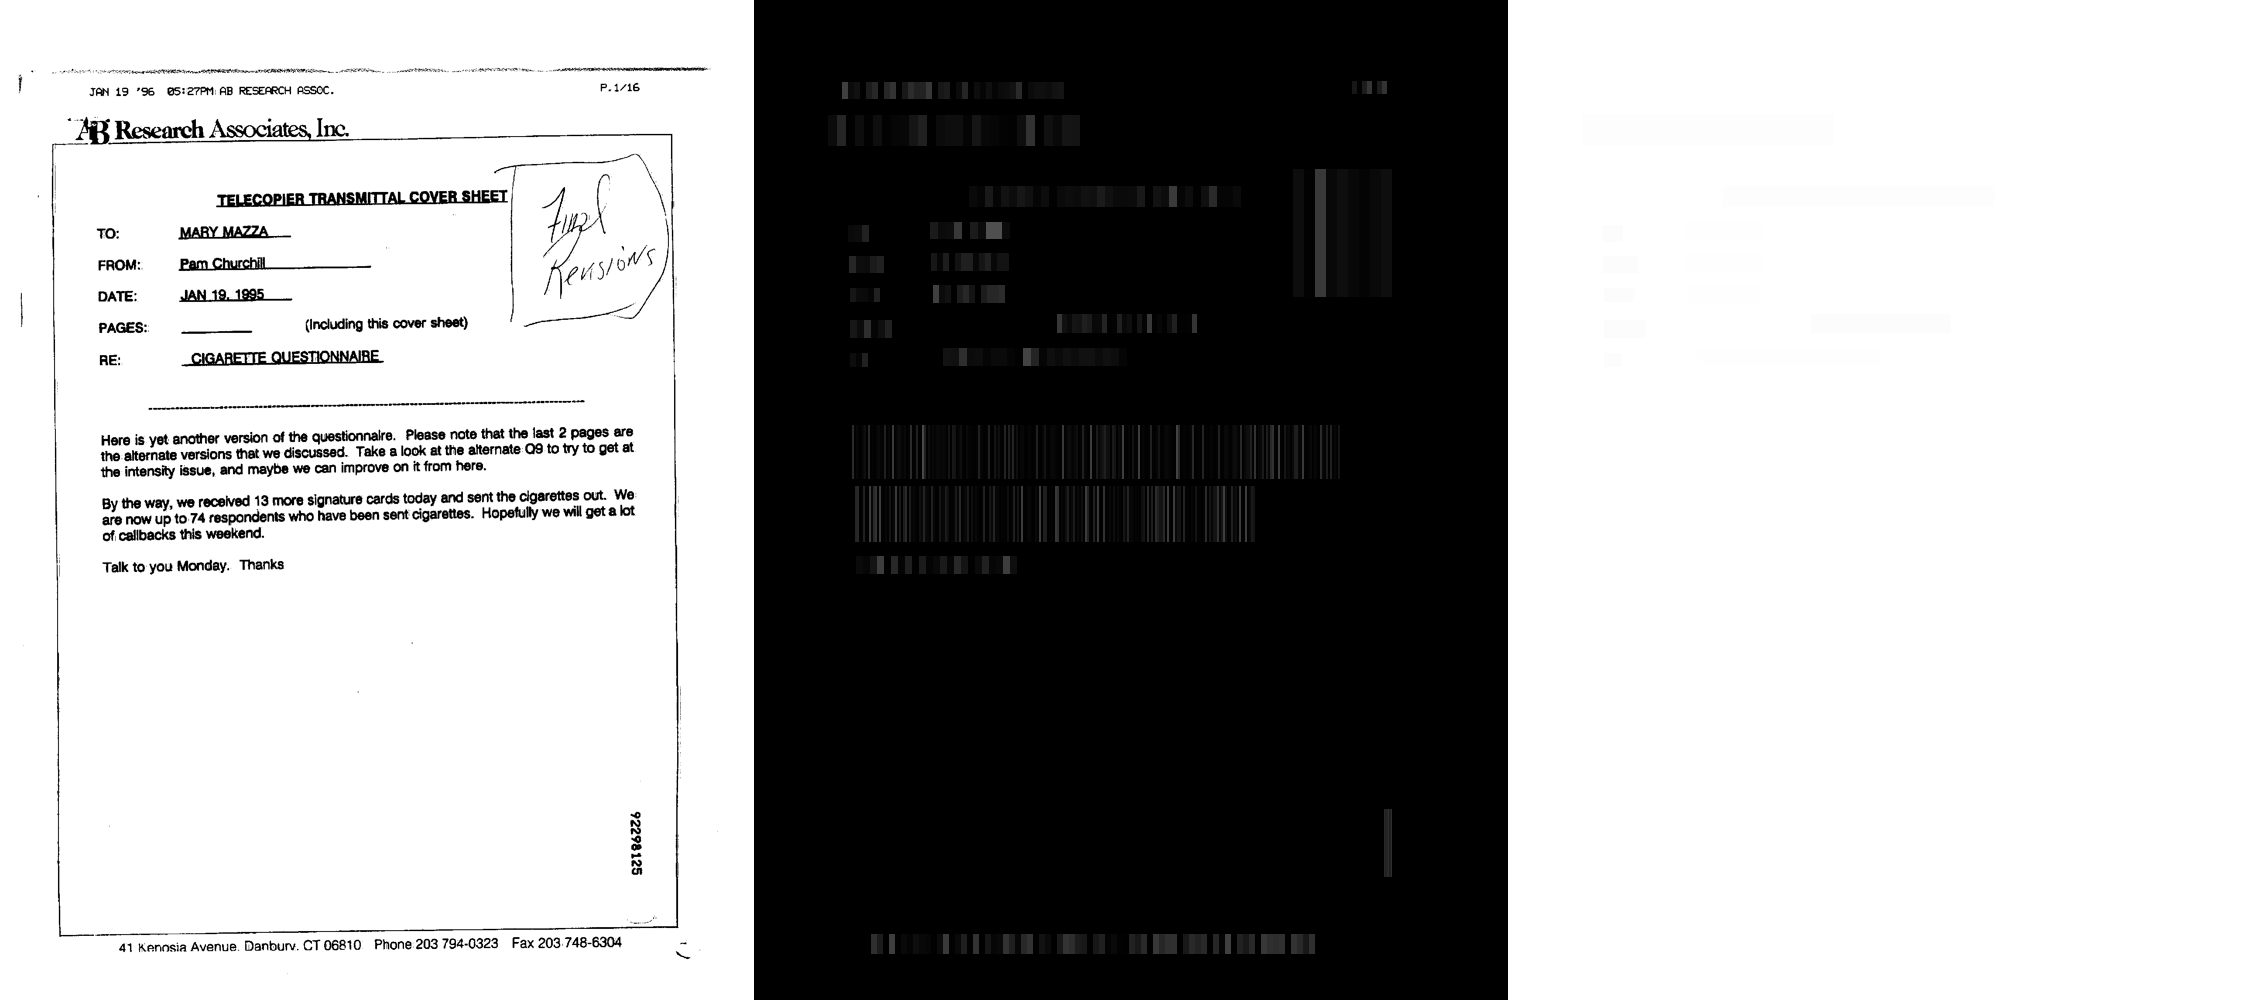 JAN 19 '96 05:27PM AB RESEARCH ASSOC. P.1/16
AB Research Associates, Inc.
TELECOPIER TRANSMITTAL COVER SHEET
Final
Revisions
TO: MARY MAZZA
FROM: Pam Churchill
DATE: JAN 19, 1995
PAGES: (Including this cover sheet)
RE: CIGARETTE QUESTIONNAIRE
Here is yet another version of the questionnaire. Please note that the last 2 pages are
the alternate versions that we discussed. Take a look at the alternate Q9 to try to get at
the intensity issue, and maybe we can improve on it from here.
By the way, we received 13 more signature cards today and sent the cigarettes out. We
are now up to 74 respondents who have been sent cigarettes. Hopefully we will get a lot
of callbacks this weekend.
Talk to you Monday. Thanks
92298125
41 Kenosia Avenue, Danbury, CT 06810 Phone 203 794-0323 Fax 203 748-6304